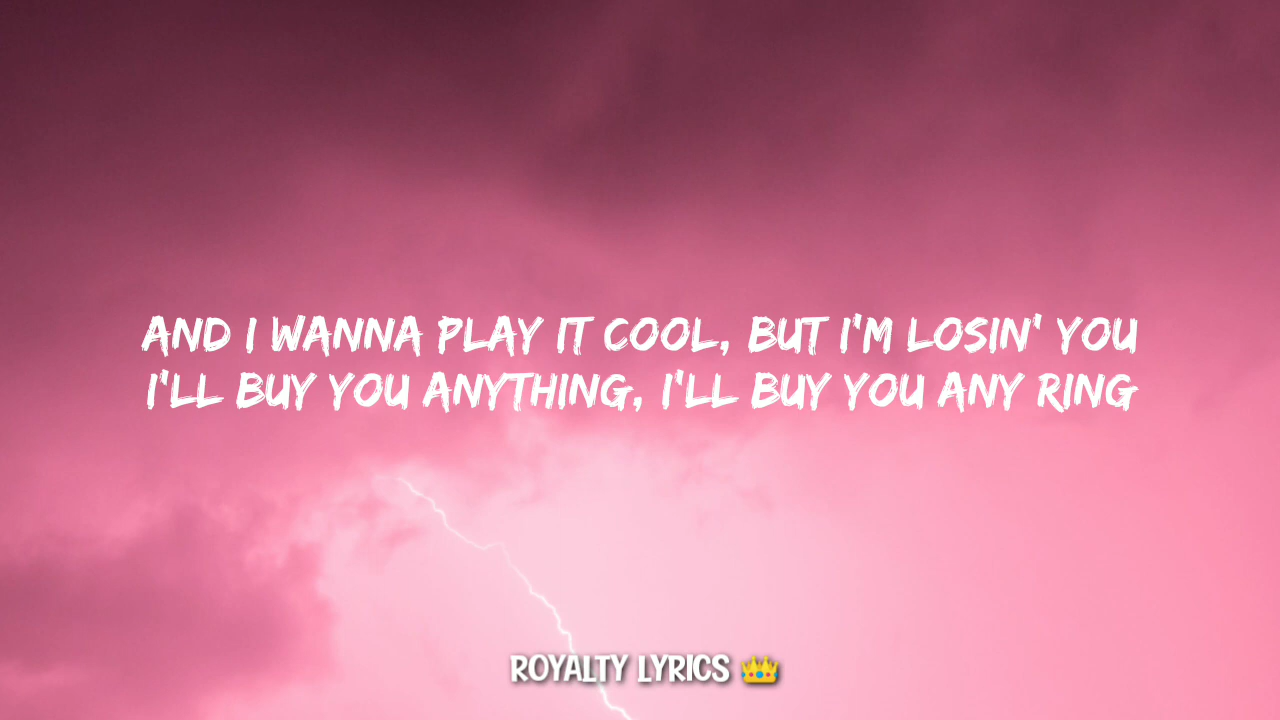 AND I WANNA PLAY IT COOL, BUT I'M LOSIN' YOU
I'LL BUY YOU ANYTHING, I'LL BUY YOU ANY RING
ROYALTY LYRICS 👑